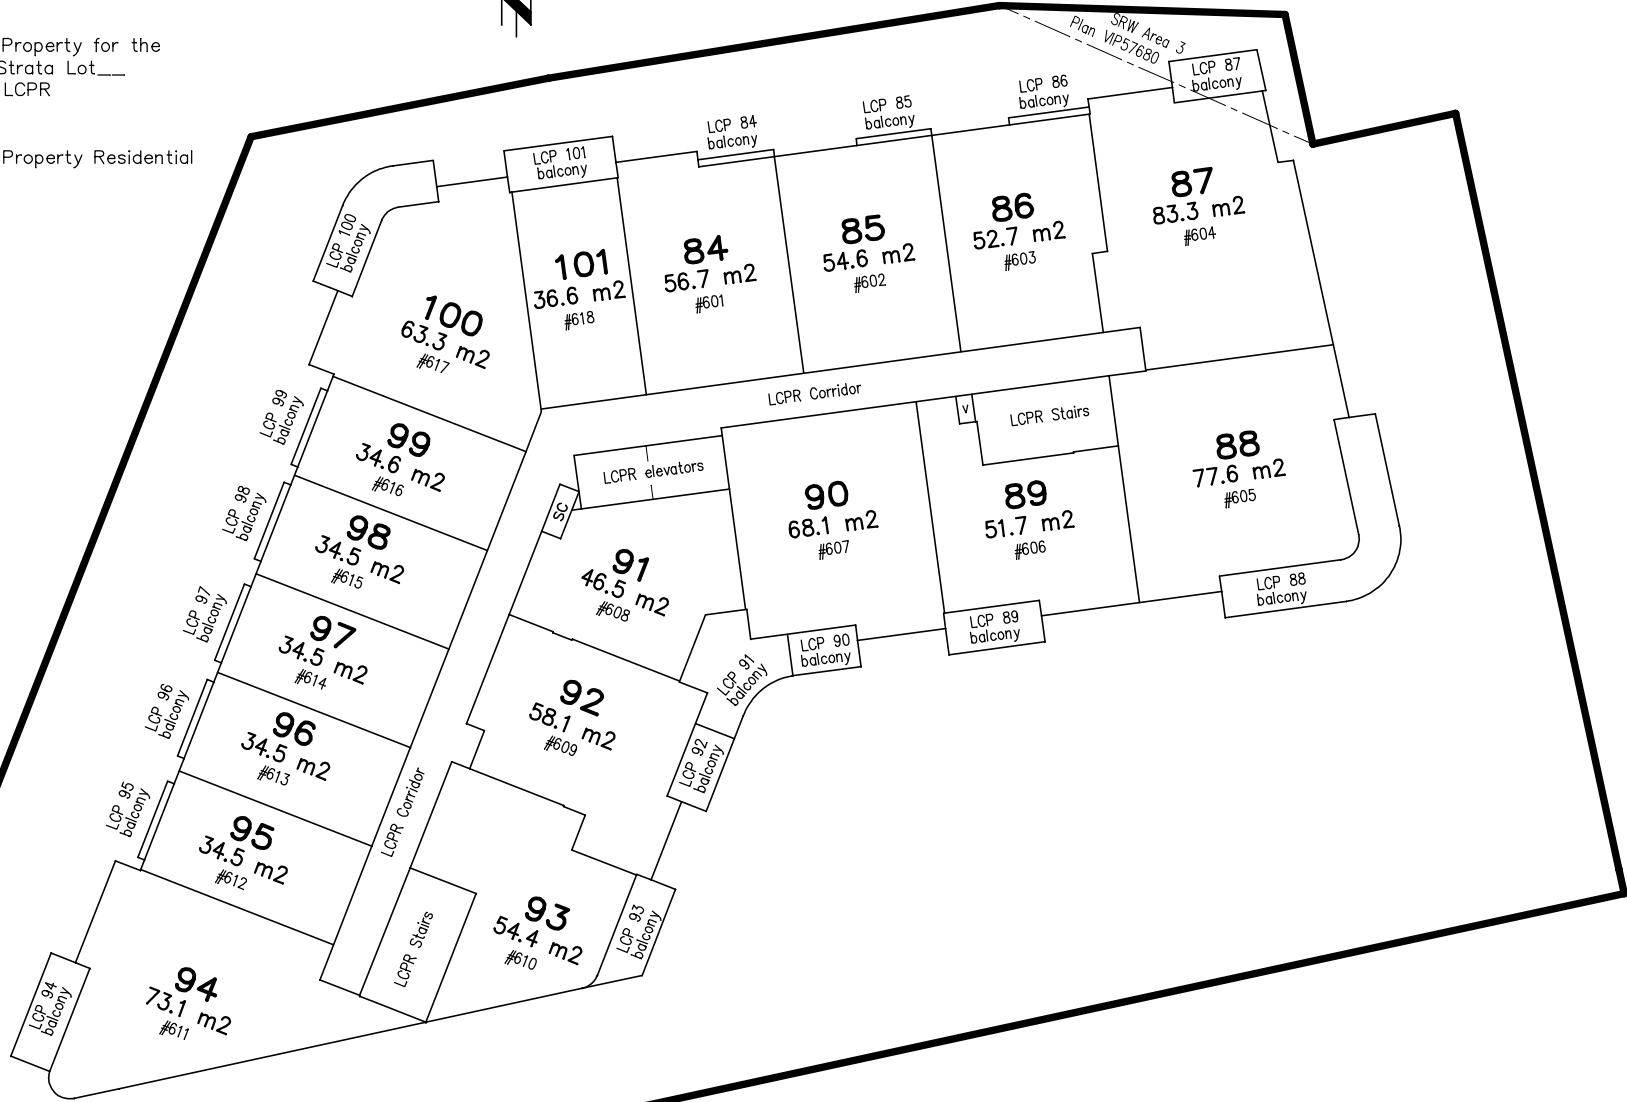 Property for the
Strata Lot__
LCPR
Property Residential
SRW Area 3
Plan VIP57680
LCP 87
balcony
LCP 86
balcony
LCP 85
balcony
LCP 84
balcony
LCP 101
balcony
LCP 100
balcony
87
83.3 m2
#604
86
52.7 m2
#603
85
54.6 m2
#602
84
56.7 m2
#601
101
36.6 m2
#618
100
63.3 m2
#617
LCPR Corridor
V
LCPR Stairs
LCPR elevators
SC
LCP 99
balcony
99
34.6 m2
#616
88
77.6 m2
#605
89
51.7 m2
#606
90
68.1 m2
#607
LCP 98
balcony
98
34.5 m2
#615
91
46.5 m2
#608
LCP 88
balcony
LCP 89
balcony
LCP 90
balcony
LCP 91
balcony
LCP 97
balcony
97
34.5 m2
#614
92
58.1 m2
#609
LCP 92
balcony
LCP 96
balcony
96
34.5 m2
#613
LCPR Corridor
LCP 95
balcony
95
34.5 m2
#612
93
54.4 m2
#610
LCP 93
balcony
LCPR Stairs
94
73.1 m2
#611
LCP 94
balcony